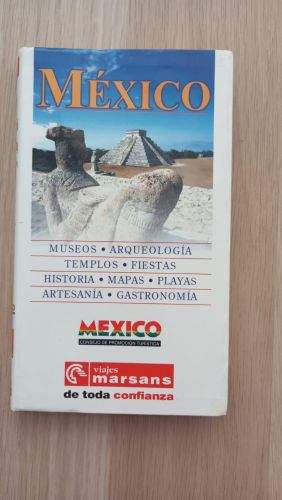 MÉXICO
MUSEOS • ARQUEOLOGÍA
TEMPLOS • FIESTAS
HISTORIA • MAPAS • PLAYAS
ARTESANÍA • GASTRONOMÍA
MEXICO
CONSEJO DE PROMOCIÓN TURÍSTICA
viajes
marsans
de toda confianza